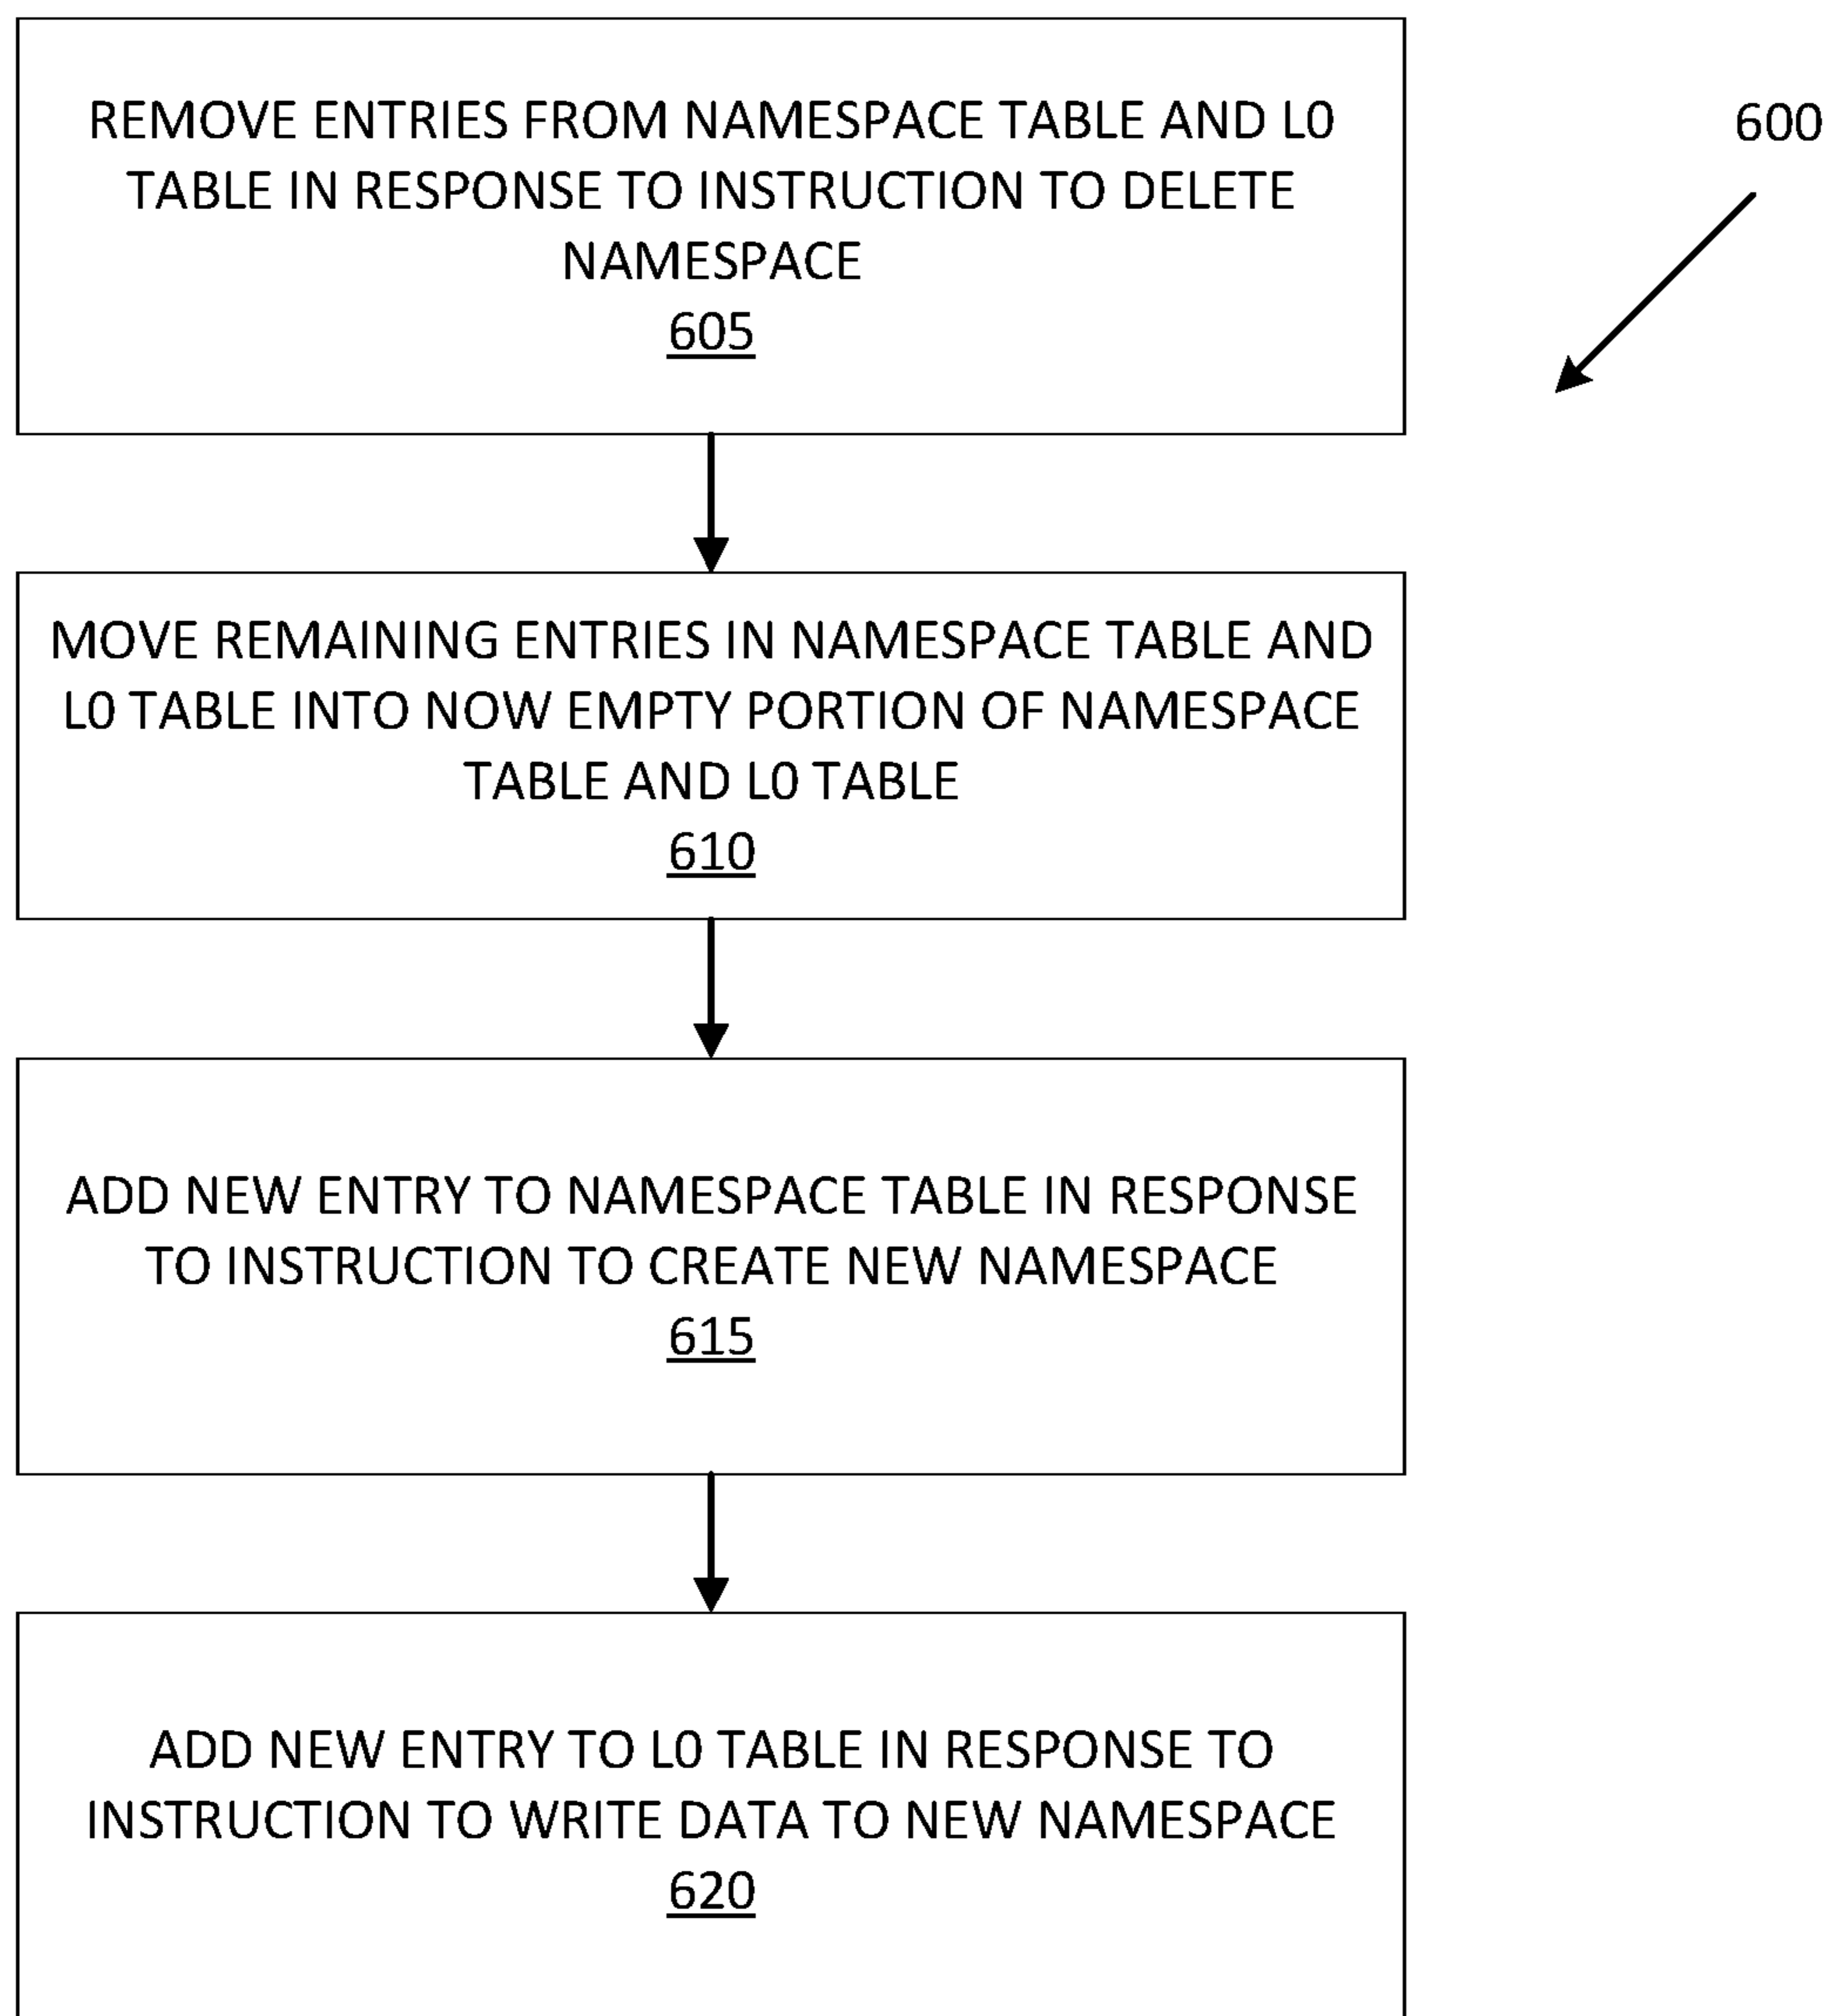 REMOVE ENTRIES FROM NAMESPACE TABLE AND L0
TABLE IN RESPONSE TO INSTRUCTION TO DELETE
NAMESPACE
605
600
MOVE REMAINING ENTRIES IN NAMESPACE TABLE AND
L0 TABLE INTO NOW EMPTY PORTION OF NAMESPACE
TABLE AND L0 TABLE
610
ADD NEW ENTRY TO NAMESPACE TABLE IN RESPONSE
TO INSTRUCTION TO CREATE NEW NAMESPACE
615
ADD NEW ENTRY TO L0 TABLE IN RESPONSE TO
INSTRUCTION TO WRITE DATA TO NEW NAMESPACE
620